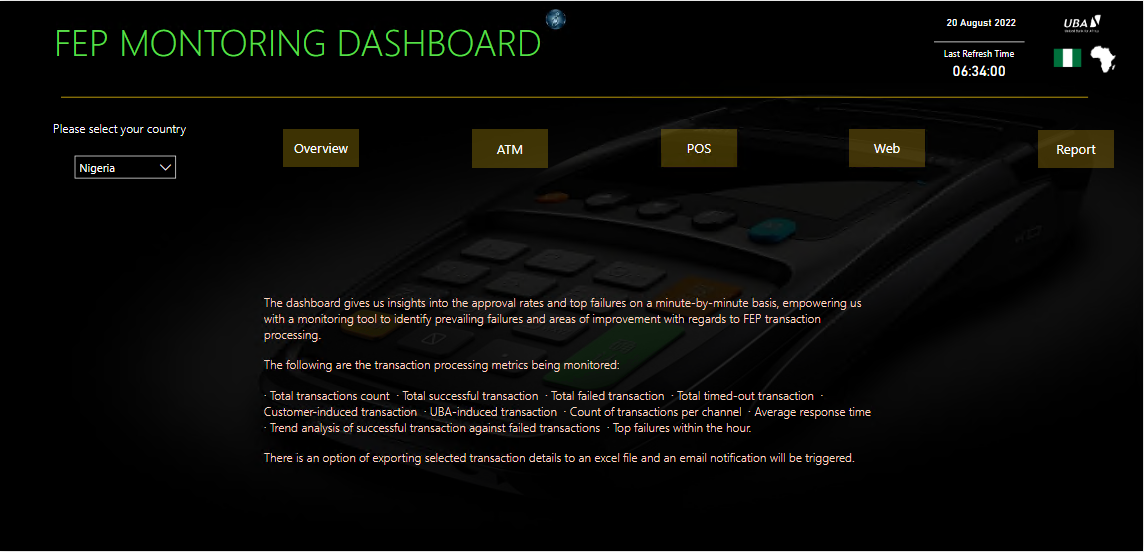 FEP MONITORING DASHBOARD
20 August 2022
UBA
United Bank for Africa
Last Refresh Time
06:34:00
Please select your country
Nigeria
Overview
ATM
POS
Web
Report
The dashboard gives us insights into the approval rates and top failures on a minute-by-minute basis, empowering us
with a monitoring tool to identify prevailing failures and areas of improvement with regards to FEP transaction
processing.
The following are the transaction processing metrics being monitored:
· Total transactions count · Total successful transaction · Total failed transaction · Total timed-out transaction ·
Customer-induced transaction · UBA-induced transaction · Count of transactions per channel · Average response time
· Trend analysis of successful transaction against failed transactions · Top failures within the hour.
There is an option of exporting selected transaction details to an excel file and an email notification will be triggered.